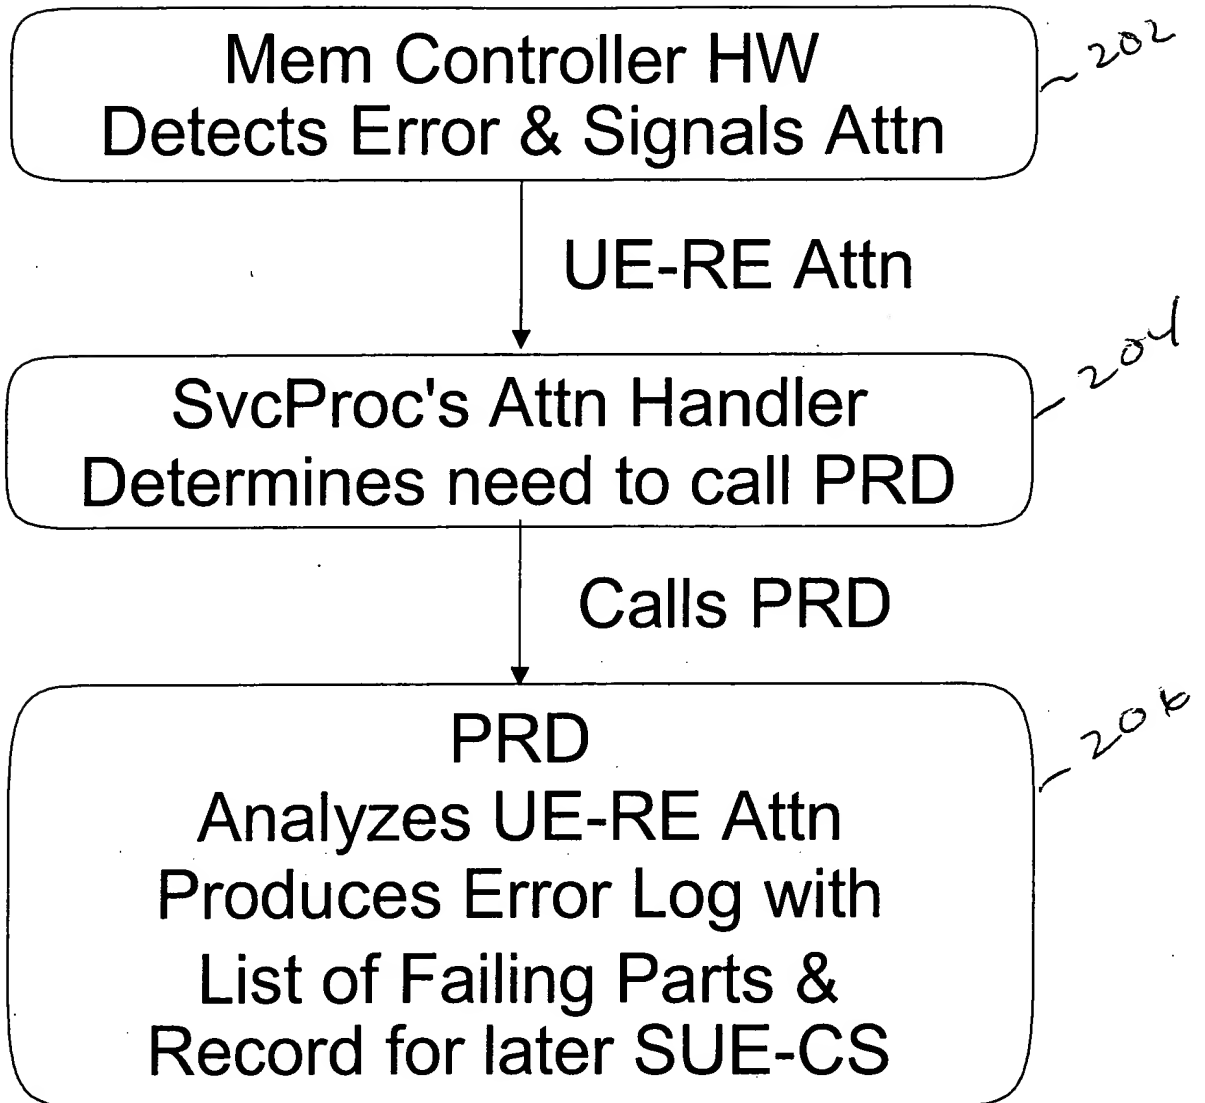 Mem Controller HW
202
Detects Error & Signals Attn
UE-RE Attn
204
SvcProc's Attn Handler
Determines need to call PRD
Calls PRD
206
PRD
Analyzes UE-RE Attn
Produces Error Log with
List of Failing Parts &
Record for later SUE-CS